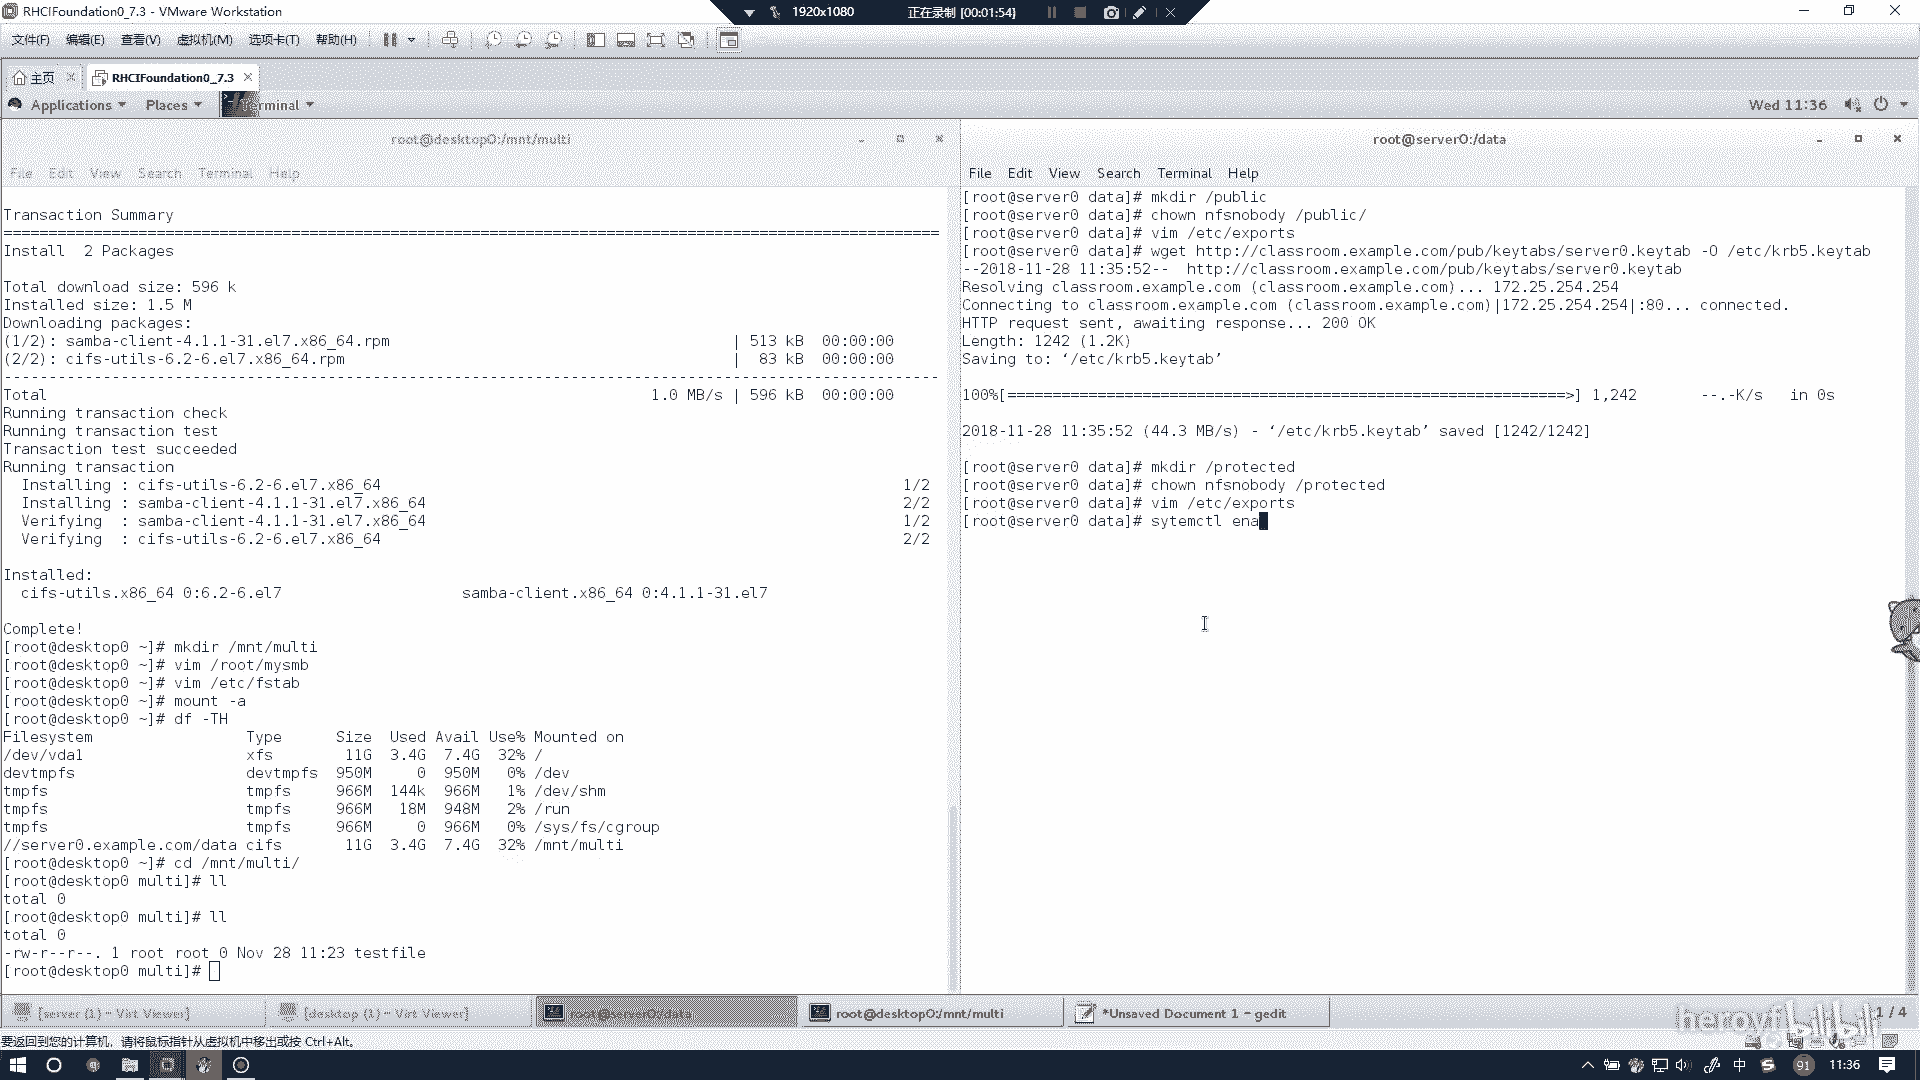 RHCIFoundation0_7.3 - VMware Workstation
1920x1080
正在录制 [00:01:54]
文件(F) 编辑(E) 查看(V) 虚拟机(M) 选项卡(T) 帮助(H)
主页
RHCIFoundation0_7.3
Applications Places Terminal
Wed 11:36
root@desktop0:/mnt/multi
File Edit View Search Terminal Help
Transaction Summary
================================================================================
Install  2 Packages
Total download size: 596 k
Installed size: 1.5 M
Downloading packages:
(1/2): samba-client-4.1.1-31.el7.x86_64.rpm | 513 kB 00:00:00
(2/2): cifs-utils-6.2-6.el7.x86_64.rpm | 83 kB 00:00:00
--------------------------------------------------------------------------------
Total 1.0 MB/s | 596 kB 00:00:00
Running transaction check
Running transaction test
Transaction test succeeded
Running transaction
Installing : cifs-utils-6.2-6.el7.x86_64 1/2
Installing : samba-client-4.1.1-31.el7.x86_64 2/2
Verifying : samba-client-4.1.1-31.el7.x86_64 1/2
Verifying : cifs-utils-6.2-6.el7.x86_64 2/2
Installed:
cifs-utils.x86_64 0:6.2-6.el7 samba-client.x86_64 0:4.1.1-31.el7
Complete!
[root@desktop0 ~]# mkdir /mnt/multi
[root@desktop0 ~]# vim /root/mysmb
[root@desktop0 ~]# vim /etc/fstab
[root@desktop0 ~]# mount -a
[root@desktop0 ~]# df -TH
Filesystem Type Size Used Avail Use% Mounted on
/dev/vda1 xfs 11G 3.4G 7.4G 32% /
devtmpfs devtmpfs 950M 0 950M 0% /dev
tmpfs tmpfs 966M 144k 966M 1% /dev/shm
tmpfs tmpfs 966M 18M 948M 2% /run
tmpfs tmpfs 966M 0 966M 0% /sys/fs/cgroup
//server0.example.com/data cifs 11G 3.4G 7.4G 32% /mnt/multi
[root@desktop0 ~]# cd /mnt/multi/
[root@desktop0 multi]# ll
total 0
[root@desktop0 multi]# ll
total 0
-rw-r--r--. 1 root root 0 Nov 28 11:23 testfile
[root@desktop0 multi]#
root@server0:/data
File Edit View Search Terminal Help
[root@server0 data]# mkdir /public
[root@server0 data]# chown nfsnobody /public/
[root@server0 data]# vim /etc/exports
[root@server0 data]# wget http://classroom.example.com/pub/keytabs/server0.keytab -O /etc/krb5.keytab
--2018-11-28 11:35:52--  http://classroom.example.com/pub/keytabs/server0.keytab
Resolving classroom.example.com (classroom.example.com)... 172.25.254.254
Connecting to classroom.example.com (classroom.example.com)|172.25.254.254|:80... connected.
HTTP request sent, awaiting response... 200 OK
Length: 1242 (1.2K)
Saving to: ‘/etc/krb5.keytab’
100%[==============================================================>] 1,242 --.-K/s in 0s
2018-11-28 11:35:52 (44.3 MB/s) - ‘/etc/krb5.keytab’ saved [1242/1242]
[root@server0 data]# mkdir /protected
[root@server0 data]# chown nfsnobody /protected
[root@server0 data]# vim /etc/exports
[root@server0 data]# sytemctl ena
[server (1) - Virt Viewer]
[desktop (1) - Virt Viewer]
root@server0:/data
root@desktop0:/mnt/multi
*Unsaved Document 1 - gedit
1 / 4
bilibili
要返回到您的计算机，请将鼠标指针从虚拟机中移出或按 Ctrl+Alt。
中
91
11:36